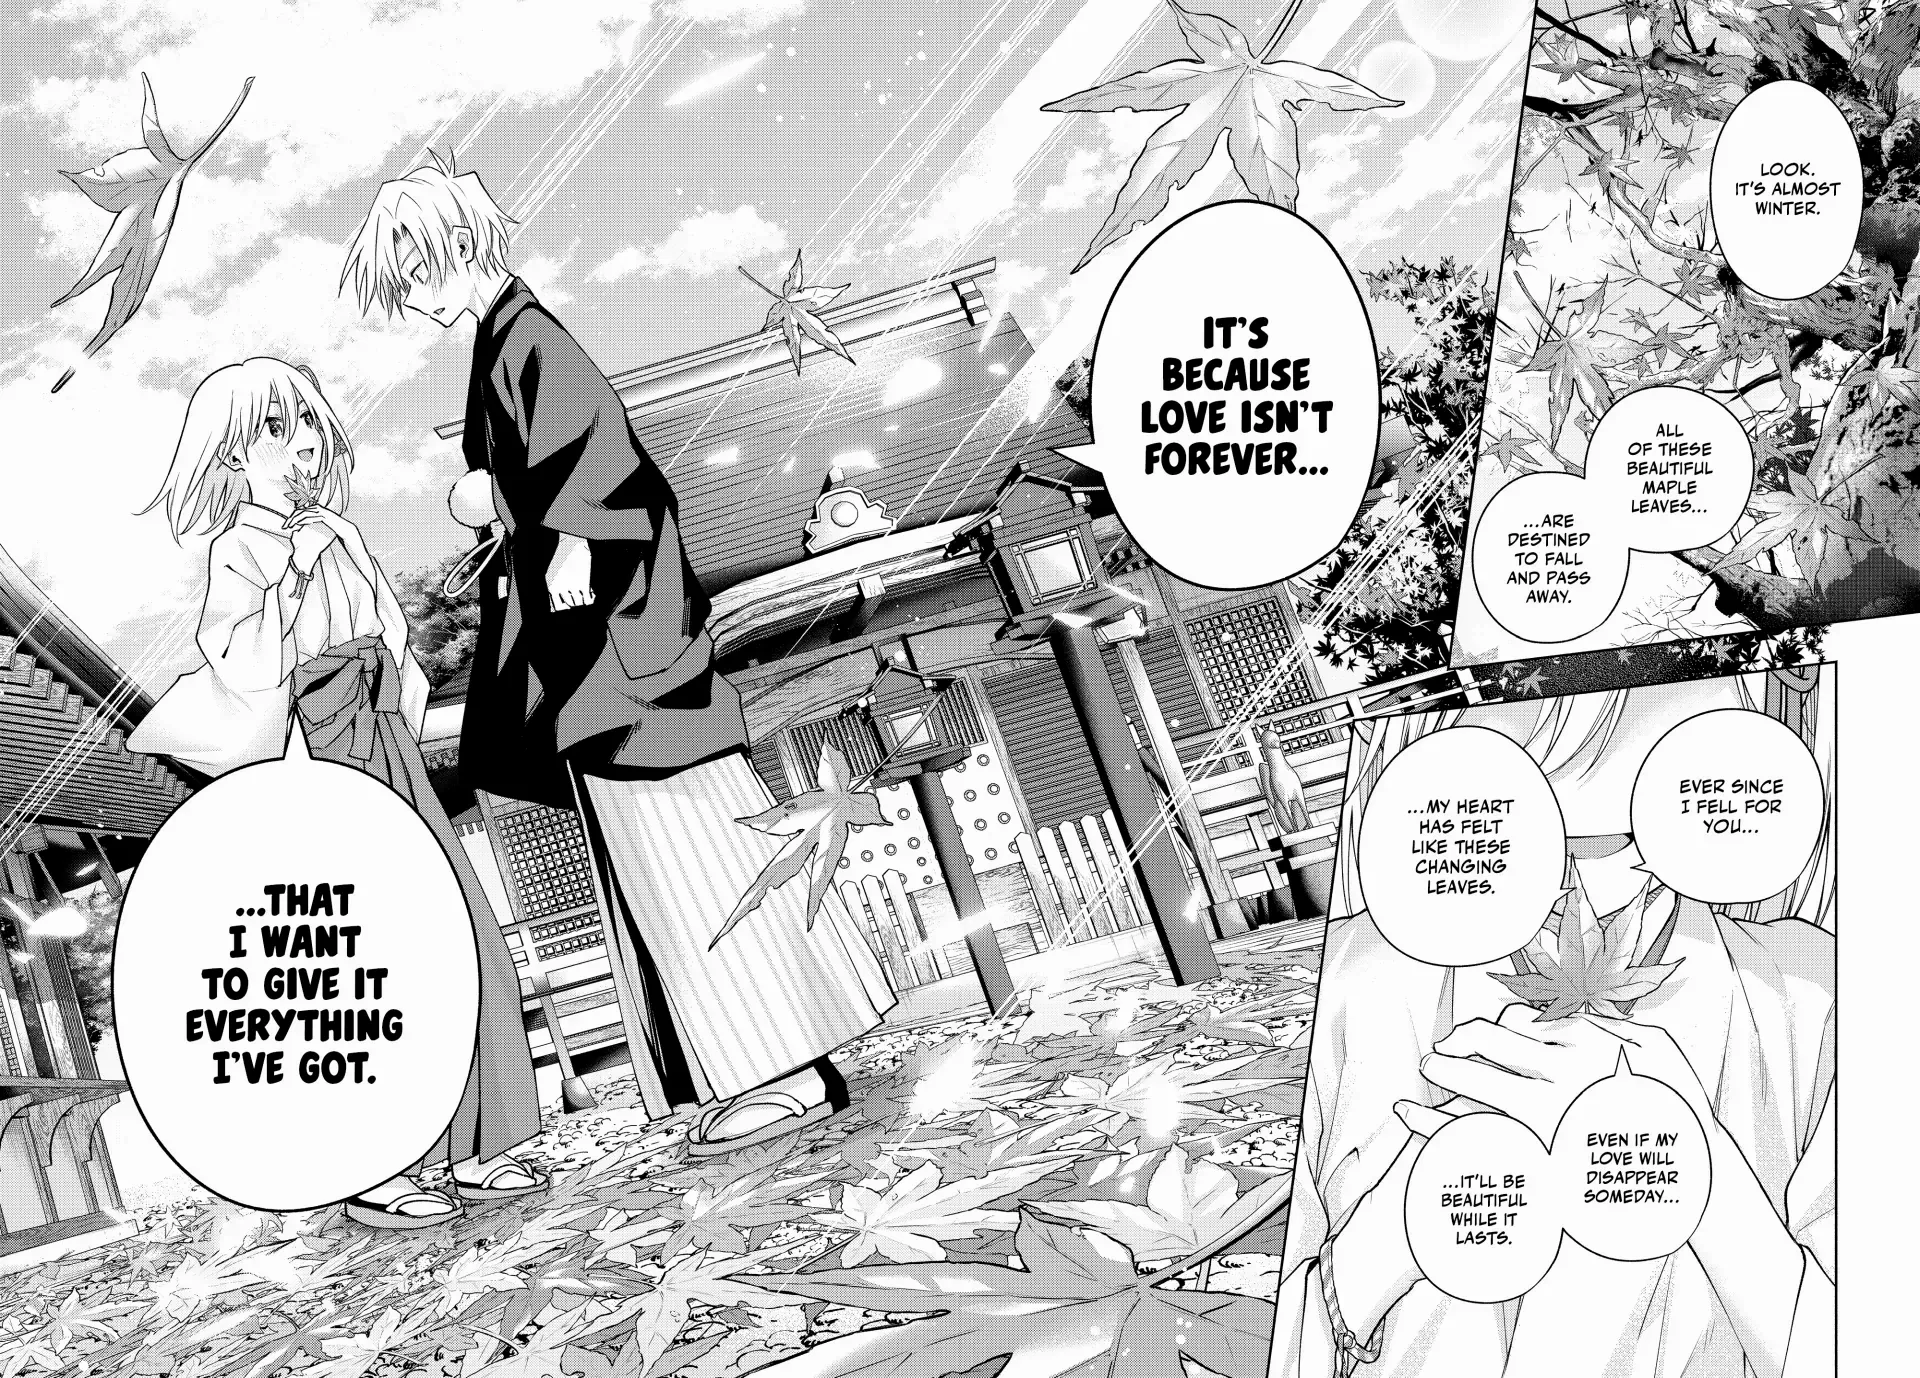 LOOK.
IT'S ALMOST
WINTER.
ALL
OF THESE
BEAUTIFUL
MAPLE
LEAVES...
...ARE
DESTINED
TO FALL
AND PASS
AWAY.
EVER SINCE
I FELL FOR
YOU...
...MY HEART
HAS FELT
LIKE THESE
CHANGING
LEAVES.
EVEN IF MY
LOVE WILL
DISAPPEAR
SOMEDAY...
...IT'LL BE
BEAUTIFUL
WHILE IT
LASTS.
IT'S
BECAUSE
LOVE ISN'T
FOREVER...
...THAT
I WANT
TO GIVE IT
EVERYTHING
I'VE GOT.